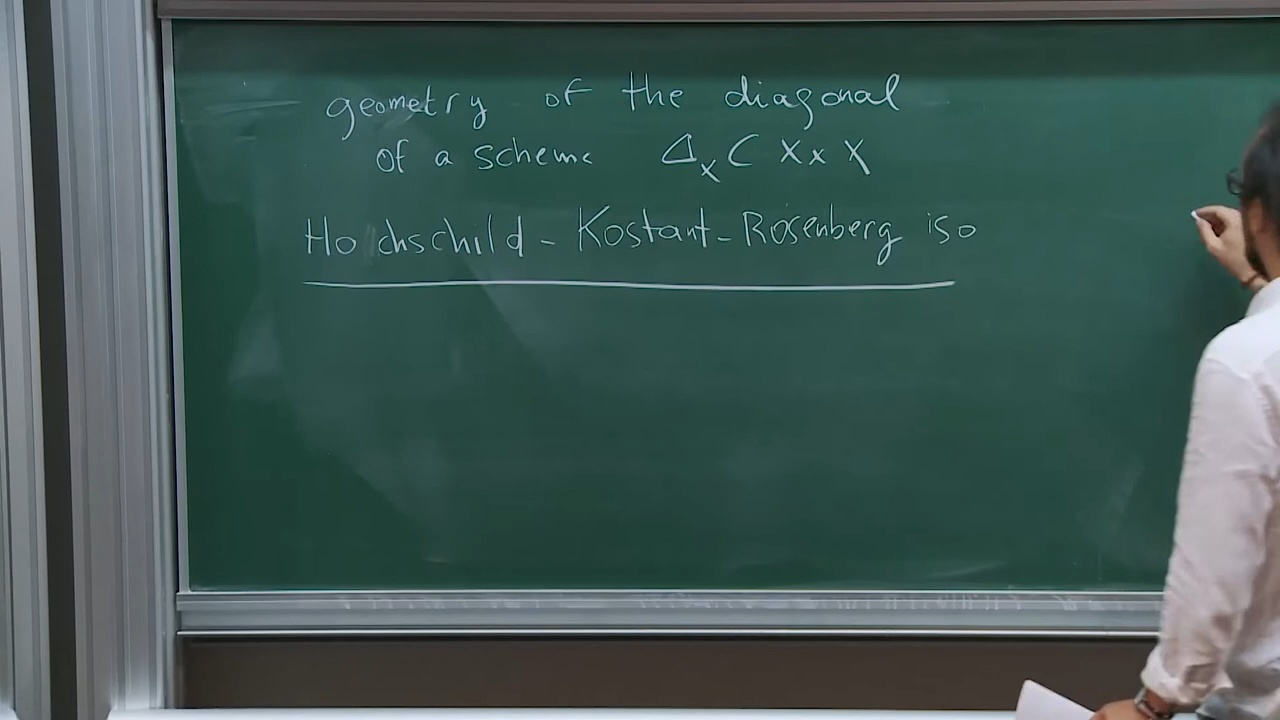 geometry of the diagonal
of a scheme Δ_X ⊂ X × X
Hochschild - Kostant - Rosenberg iso